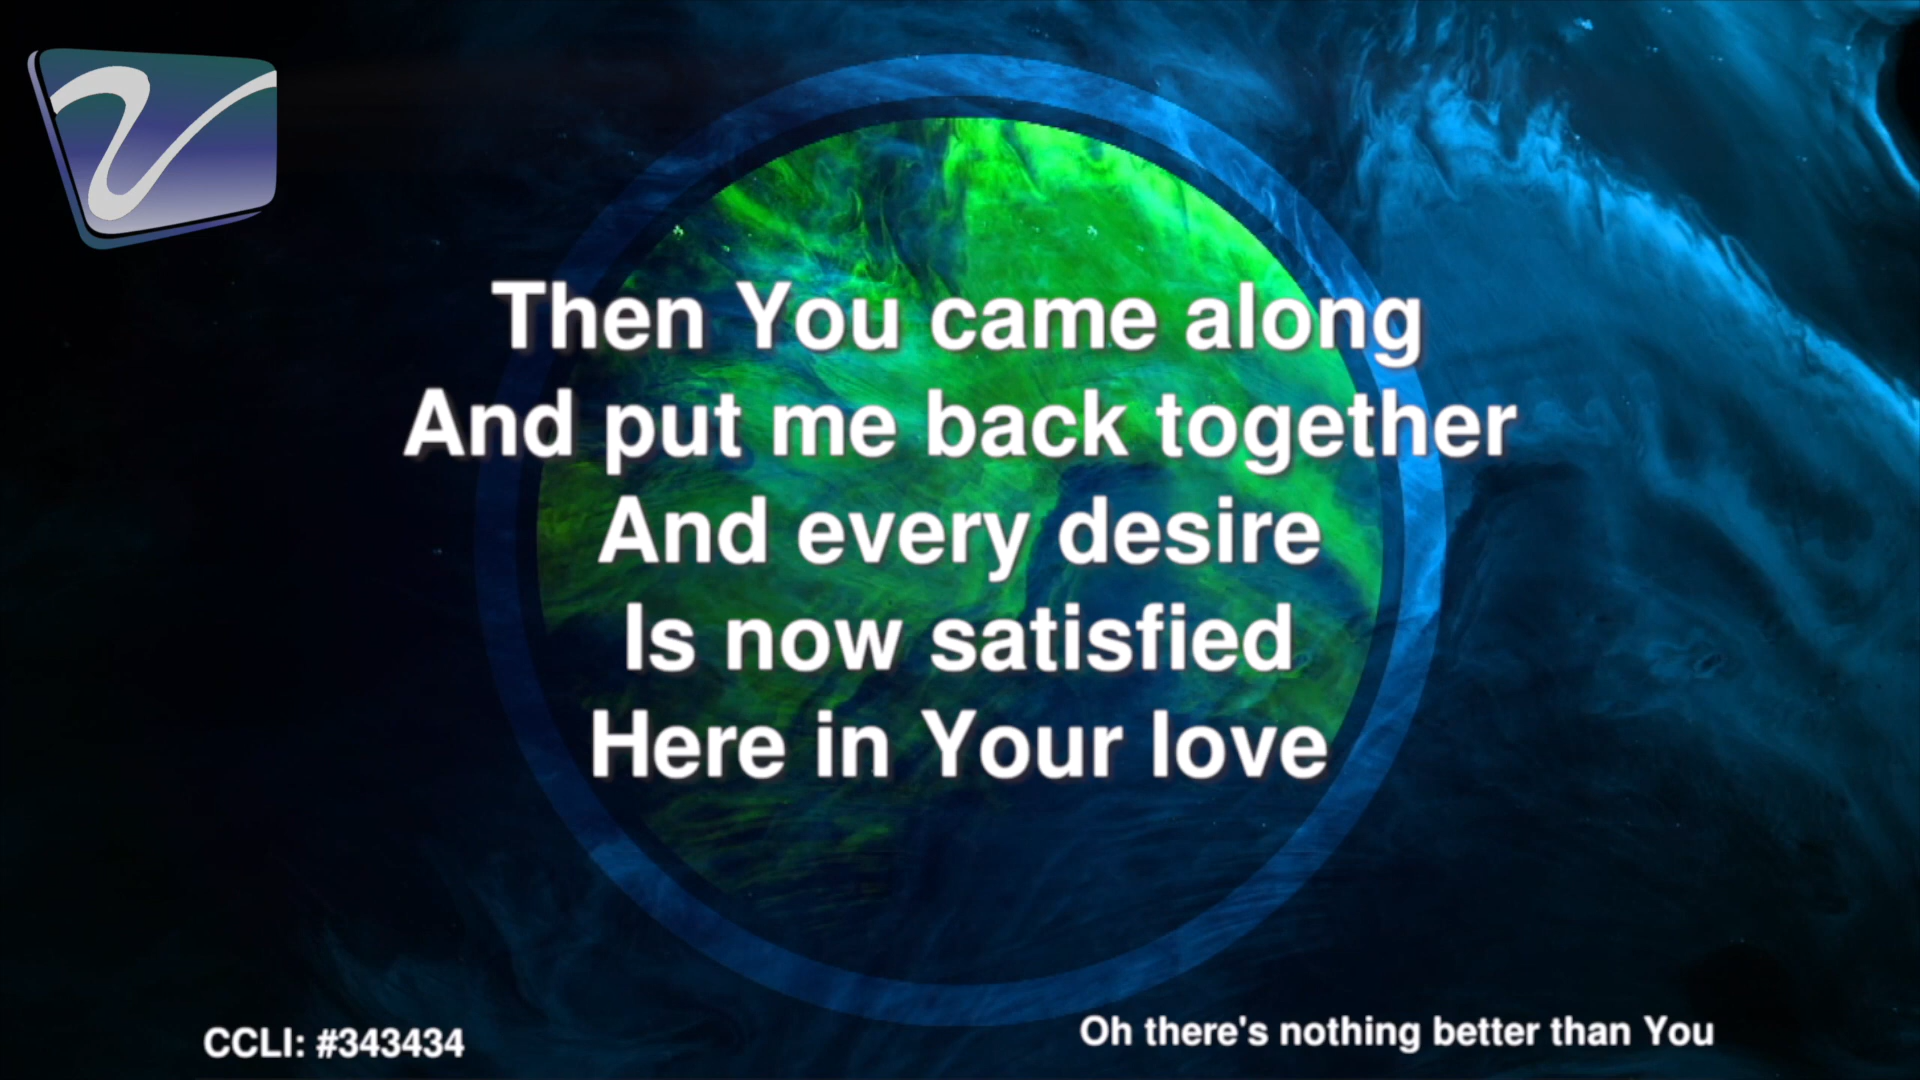 Then You came along
And put me back together
And every desire
Is now satisfied
Here in Your love
CCLI: #343434
Oh there's nothing better than You